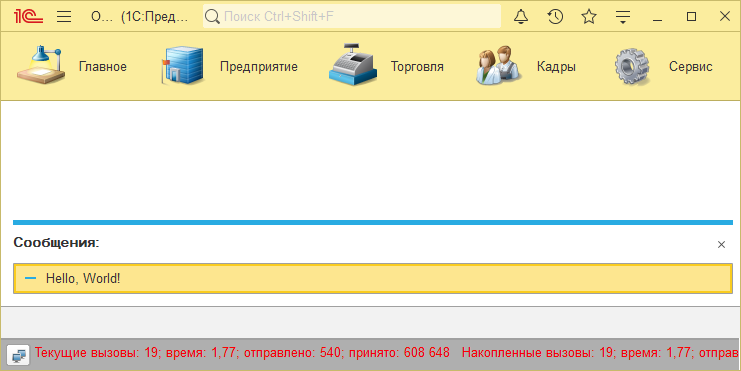 1С О... (1С:Пред... Поиск Ctrl+Shift+F
Главное Предприятие Торговля Кадры Сервис
Сообщения:
Hello, World!
Текущие вызовы: 19; время: 1,77; отправлено: 540; принято: 608 648 Накопленные вызовы: 19; время: 1,77; отправ